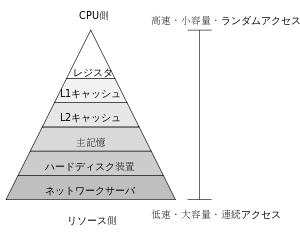 CPU側
高速・小容量・ランダムアクセス
レジスタ
L1キャッシュ
L2キャッシュ
主記憶
ハードディスク装置
ネットワークサーバ
低速・大容量・連続アクセス
リソース側